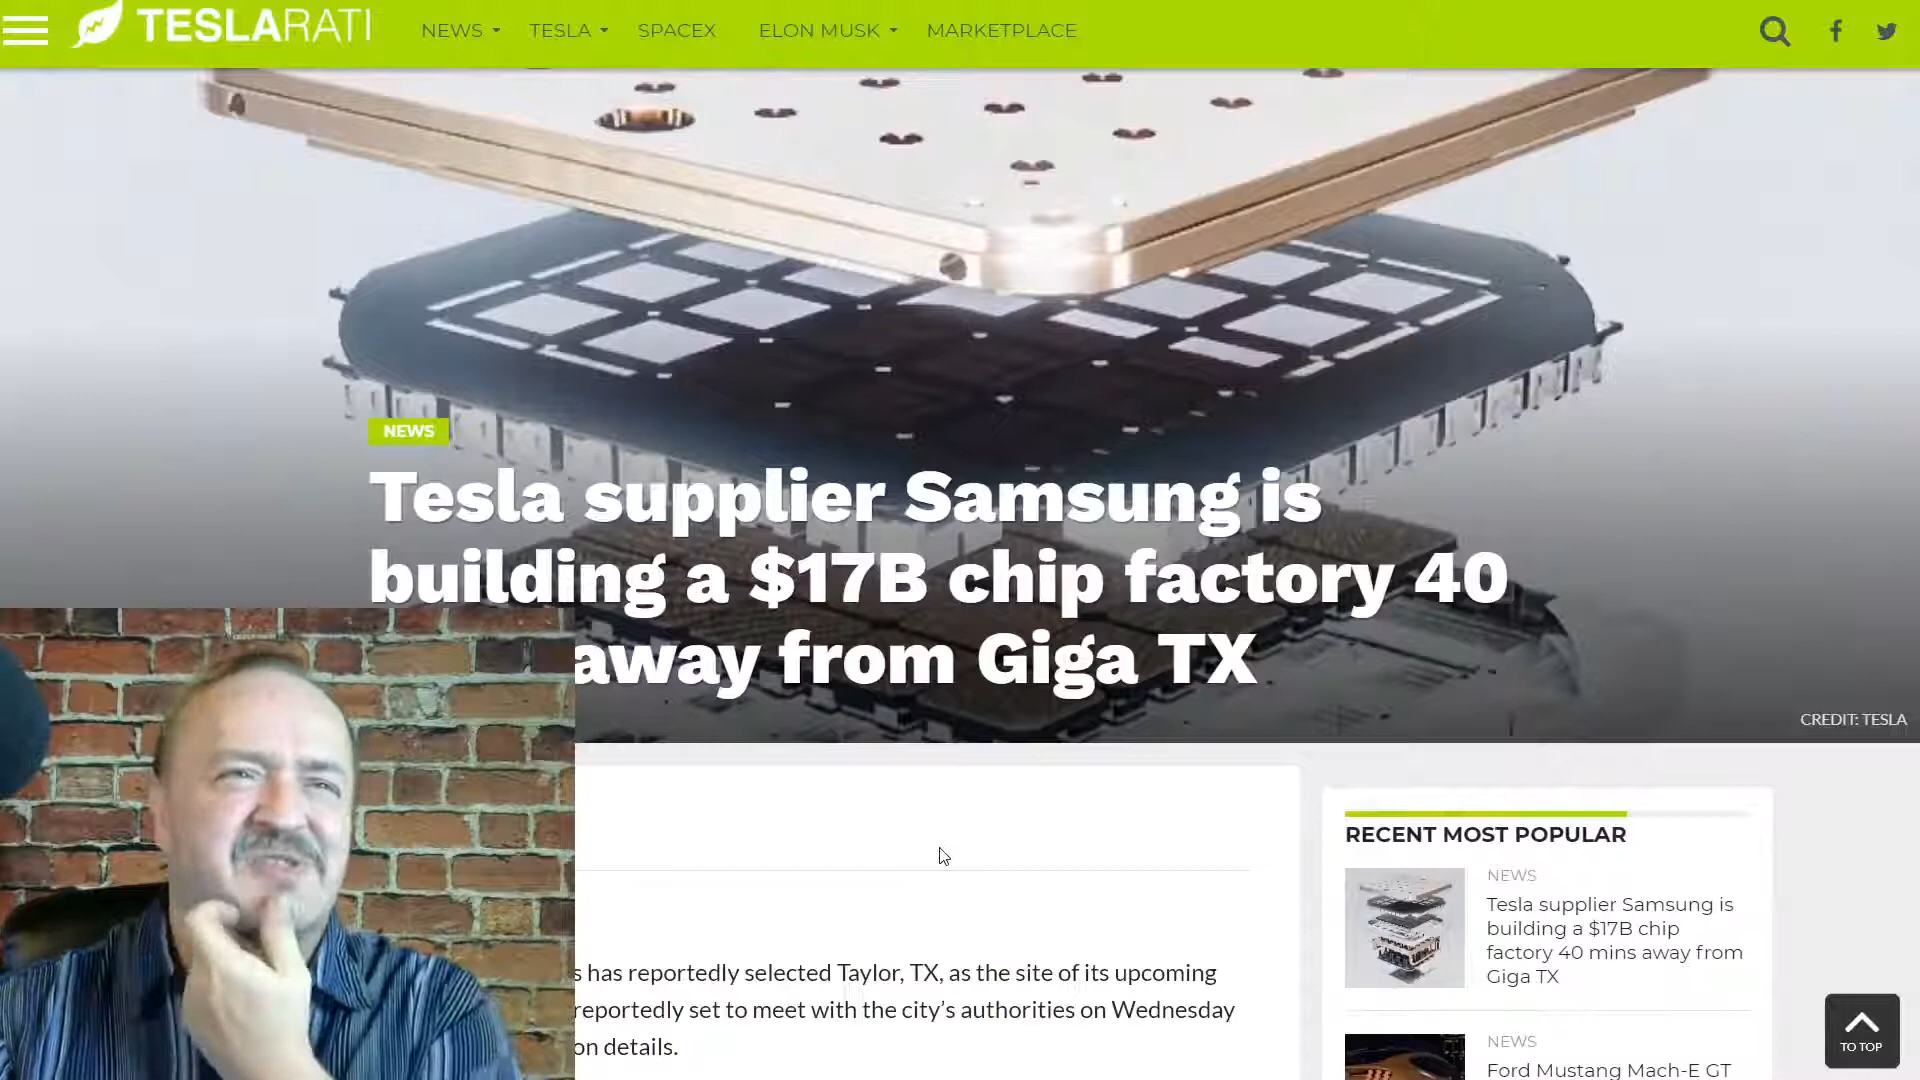 TESLARATI
NEWS TESLA SPACEX ELON MUSK MARKETPLACE
NEWS
Tesla supplier Samsung is
building a $17B chip factory 40
away from Giga TX
CREDIT: TESLA
s has reportedly selected Taylor, TX, as the site of its upcoming
reportedly set to meet with the city’s authorities on Wednesday
on details.
RECENT MOST POPULAR
NEWS
Tesla supplier Samsung is
building a $17B chip
factory 40 mins away from
Giga TX
NEWS
Ford Mustang Mach-E GT
TO TOP